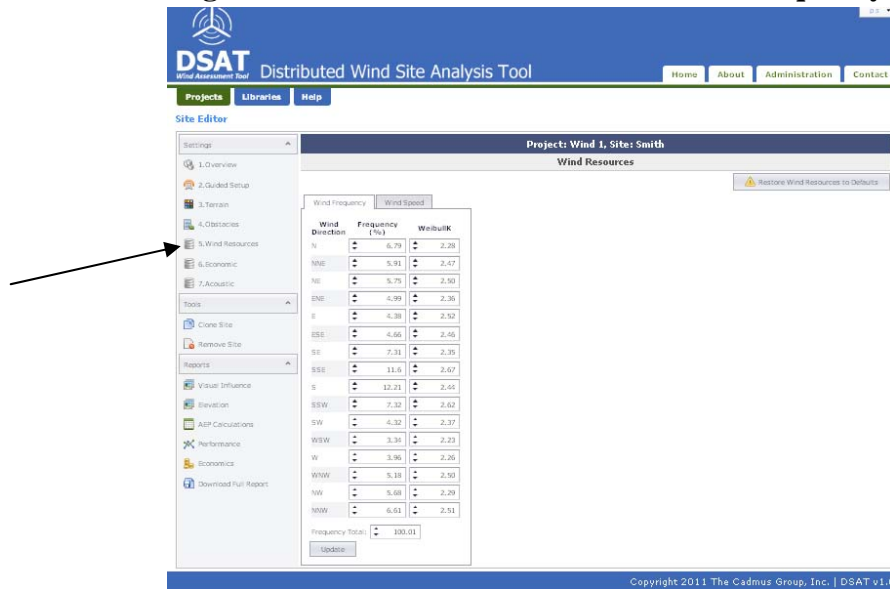 DSAT
Wind Assessment Tool
Distributed Wind Site Analysis Tool
Home About Administration Contact
Projects Libraries Help
Site Editor
Settings
1.Overview
2.Guided Setup
3.Terrain
4.Obstacles
5.Wind Resources
6.Economic
7.Acoustic
Tools
Clone Site
Remove Site
Reports
Visual Influence
Elevation
AEP Calculations
Performance
Economics
Download Full Report
Project: Wind 1, Site: Smith
Wind Resources
Restore Wind Resources to Defaults
Wind Frequency Wind Speed
Wind Direction Frequency (%) WeibullK
N 6.79 2.28
NNE 5.91 2.47
NE 5.75 2.50
ENE 4.99 2.36
E 4.38 2.52
ESE 4.66 2.46
SE 7.31 2.35
SSE 11.6 2.67
S 12.21 2.44
SSW 7.32 2.62
SW 4.32 2.37
WSW 3.34 2.23
W 3.96 2.26
WNW 5.18 2.50
NW 5.68 2.29
NNW 6.61 2.51
Frequency Total: 100.01
Update
Copyright 2011 The Cadmus Group, Inc. | DSAT v1.